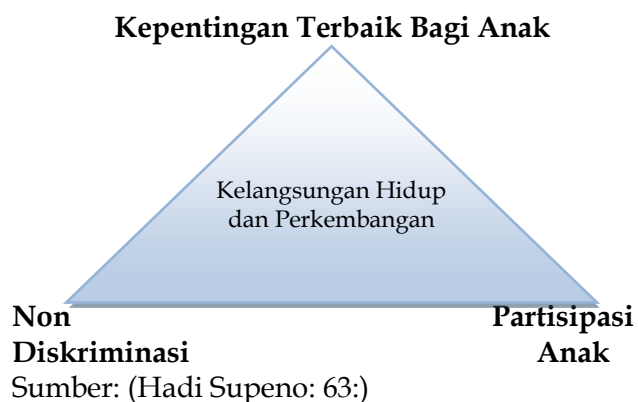 Kepentingan Terbaik Bagi Anak
Kelangsungan Hidup
dan Perkembangan
Non
Diskriminasi
Partisipasi
Anak
Sumber: (Hadi Supeno: 63:)